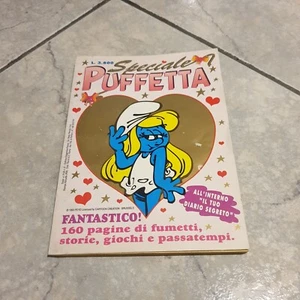 L. 3.500
Speciale
PUFFETTA
ALL'INTERNO
"IL TUO
DIARIO SEGRETO"
FANTASTICO!
160 pagine di fumetti,
storie, giochi e passatempi.